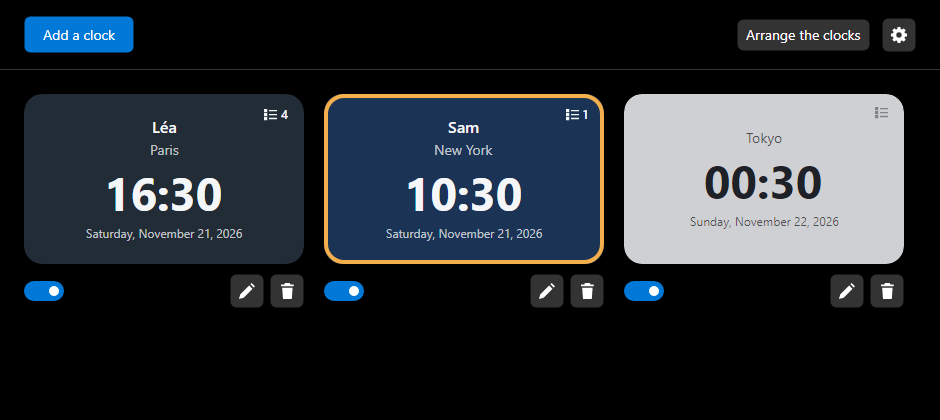 Add a clock
Arrange the clocks
4
Léa
Paris
16:30
Saturday, November 21, 2026
1
Sam
New York
10:30
Saturday, November 21, 2026
Tokyo
00:30
Sunday, November 22, 2026